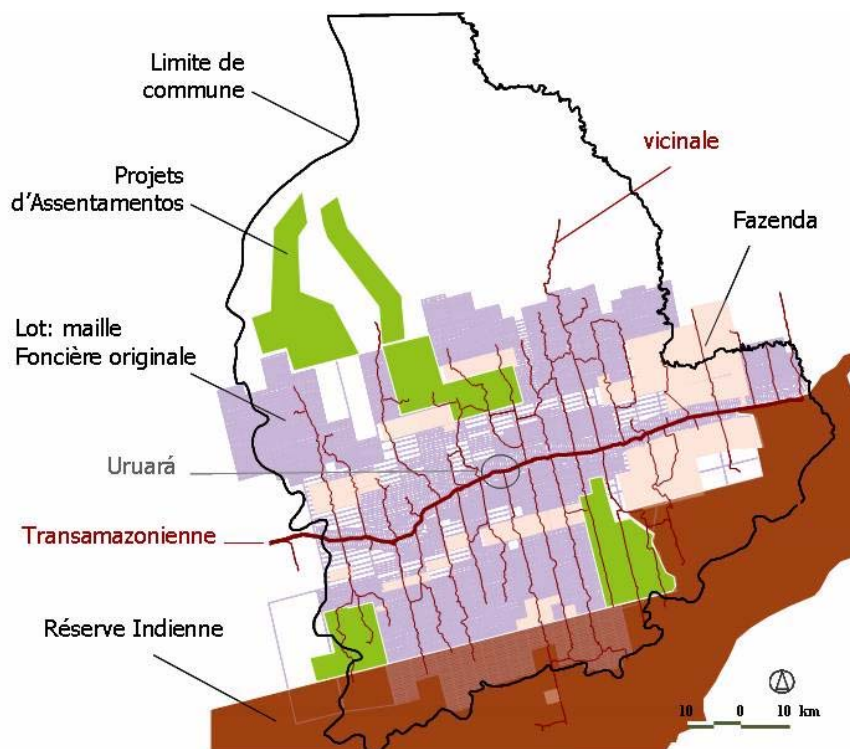 Limite de
commune
vicinale
Projets
d'Assentamentos
Fazenda
Lot: maille
Foncière originale
Uruará
Transamazonienne
Réserve Indienne
10 0 10 km